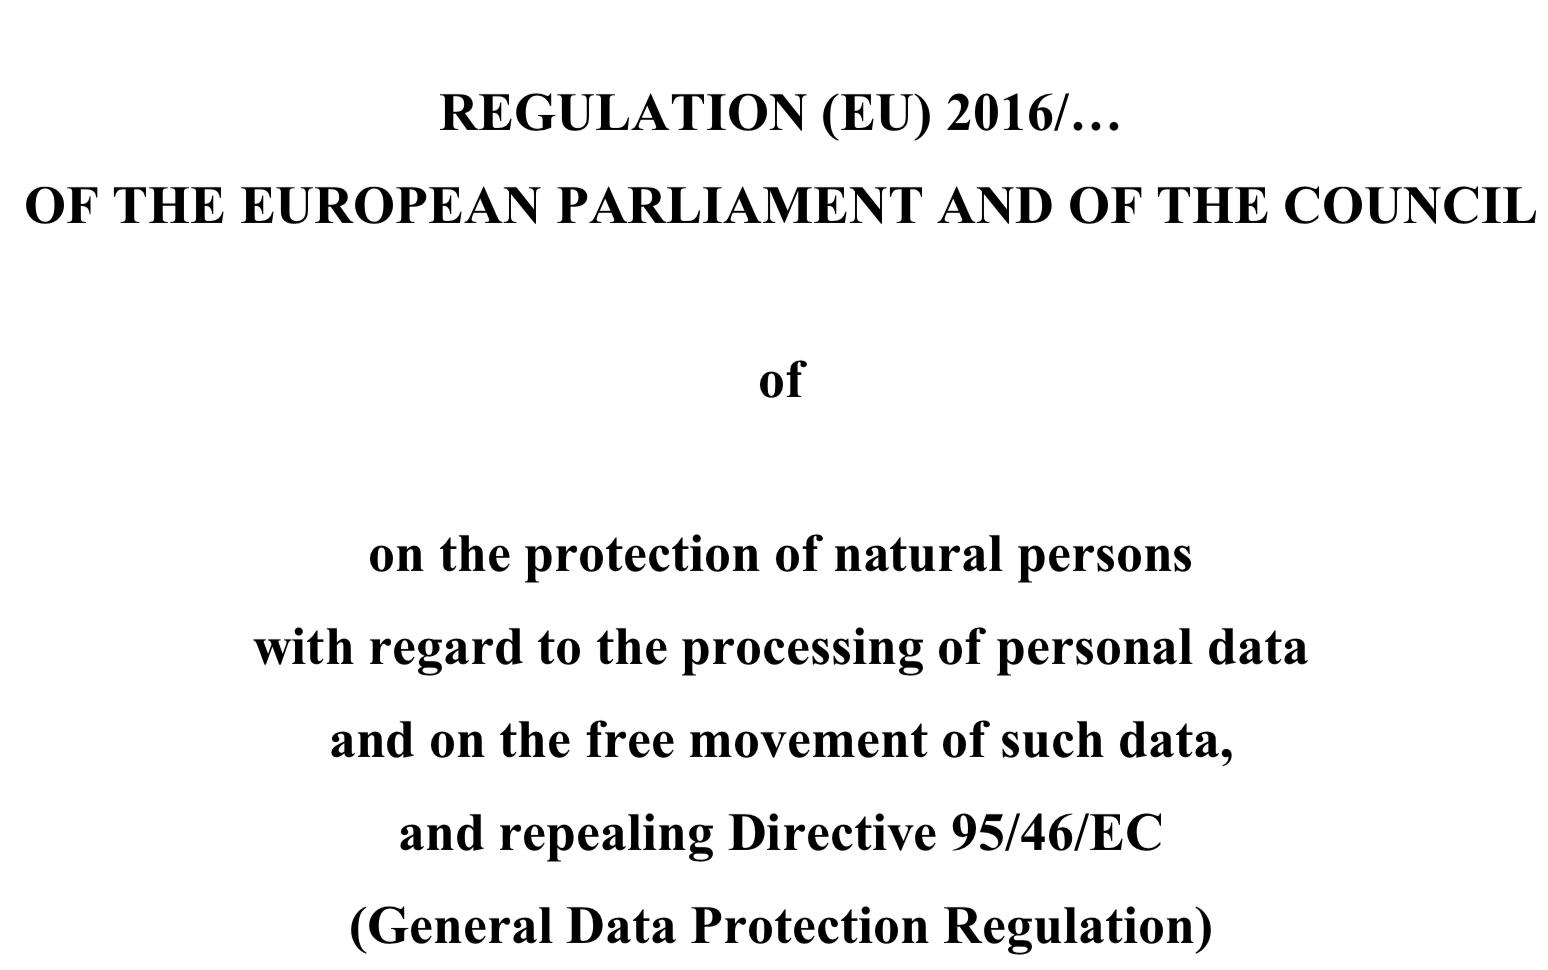 REGULATION (EU) 2016/…
OF THE EUROPEAN PARLIAMENT AND OF THE COUNCIL
of
on the protection of natural persons
with regard to the processing of personal data
and on the free movement of such data,
and repealing Directive 95/46/EC
(General Data Protection Regulation)